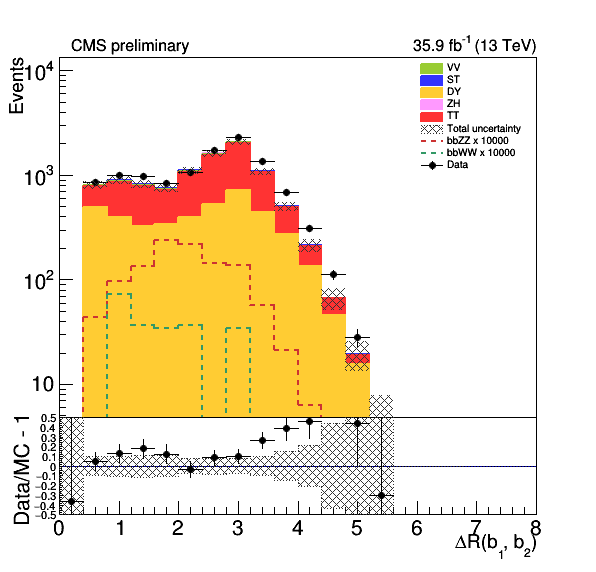 CMS preliminary 35.9 fb⁻¹ (13 TeV)
Events
10⁴
10³
10²
10
VV
ST
DY
ZH
TT
Total uncertainty
bbZZ x 10000
bbWW x 10000
Data
Data/MC - 1
0.5
0.4
0.3
0.2
0.1
0
−0.1
−0.2
−0.3
−0.4
−0.5
0 1 2 3 4 5 6 7 8
ΔR(b₁, b₂)